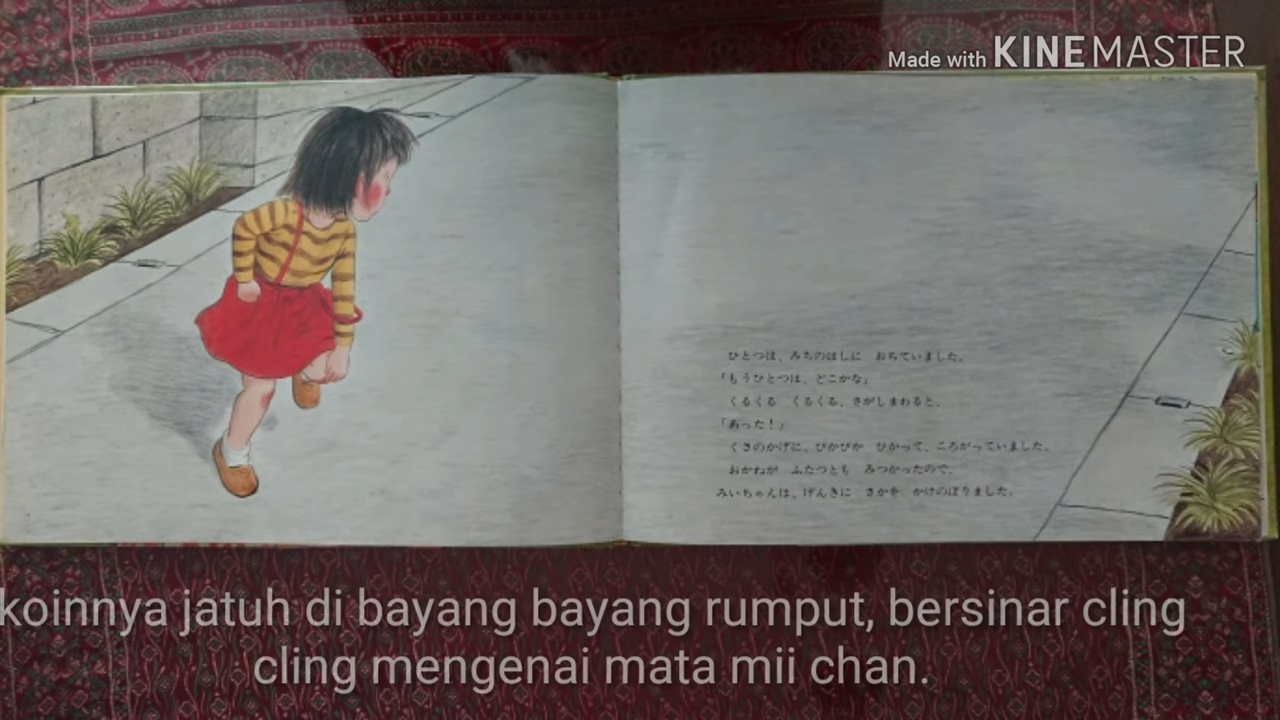 Made with KINEMASTER
ひとつは、みちのはしに おちていました。
「もうひとつは、どこかな」
くるくる くるくる、さがしまわると、
「あった！」
くさのかげに、ぴかぴか ひかって、ころがっていました。
おかねが ふたつとも みつかったので、
みいちゃんは、げんきに さかを かけのぼりました。
koinnya jatuh di bayang bayang rumput, bersinar cling
cling mengenai mata mii chan.